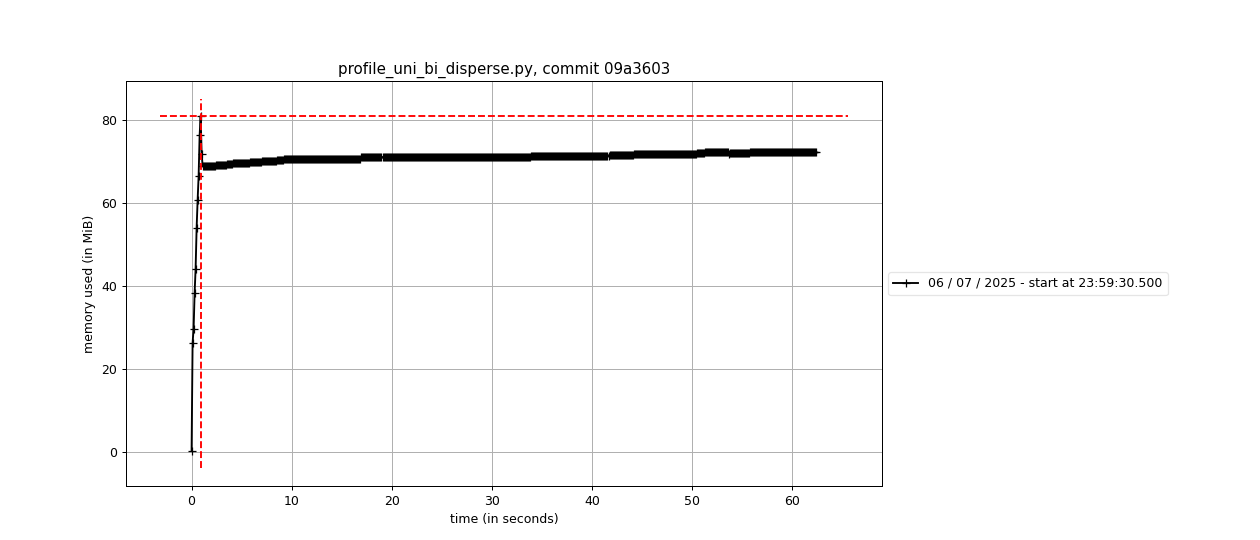 profile_uni_bi_disperse.py, commit 09a3603
80
60
40
20
0
memory used (in MiB)
0 10 20 30 40 50 60
time (in seconds)
06 / 07 / 2025 - start at 23:59:30.500